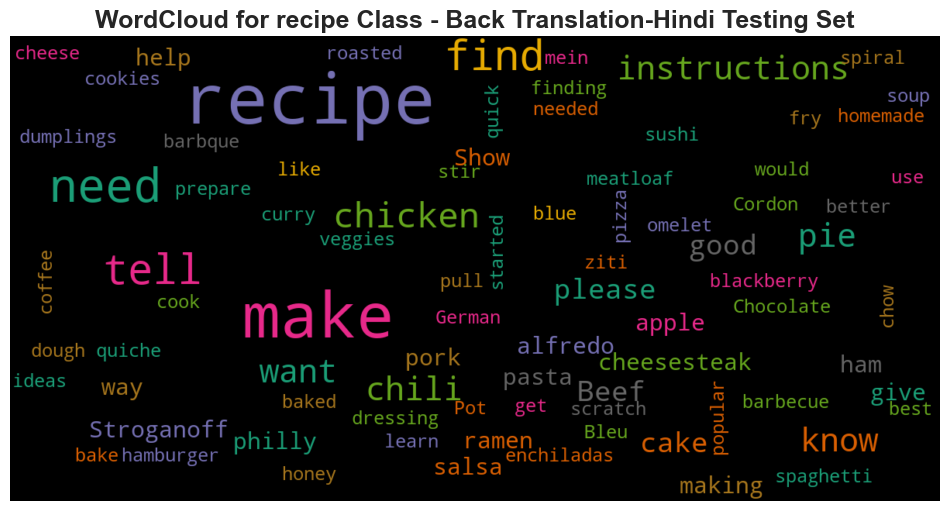 WordCloud for recipe Class - Back Translation-Hindi Testing Set
cheese
help
roasted
find
mein
instructions
spiral
cookies
recipe
quick
finding
needed
soup
fry
homemade
dumplings
barbque
sushi
Show
like
stir
meatloaf
would
use
need
prepare
curry
chicken
veggies
started
blue
pizza
omelet
Cordon
better
good
pie
coffee
tell
cook
make
pull
German
ziti
please
blackberry
Chocolate
chow
apple
dough
quiche
pork
alfredo
cheesesteak
ham
ideas
way
want
baked
chili
pasta
Beef
scratch
popular
barbecue
give
best
dressing
Pot
get
Stroganoff
philly
learn
ramen
Bleu
cake
know
bake
hamburger
enchiladas
salsa
honey
making
spaghetti